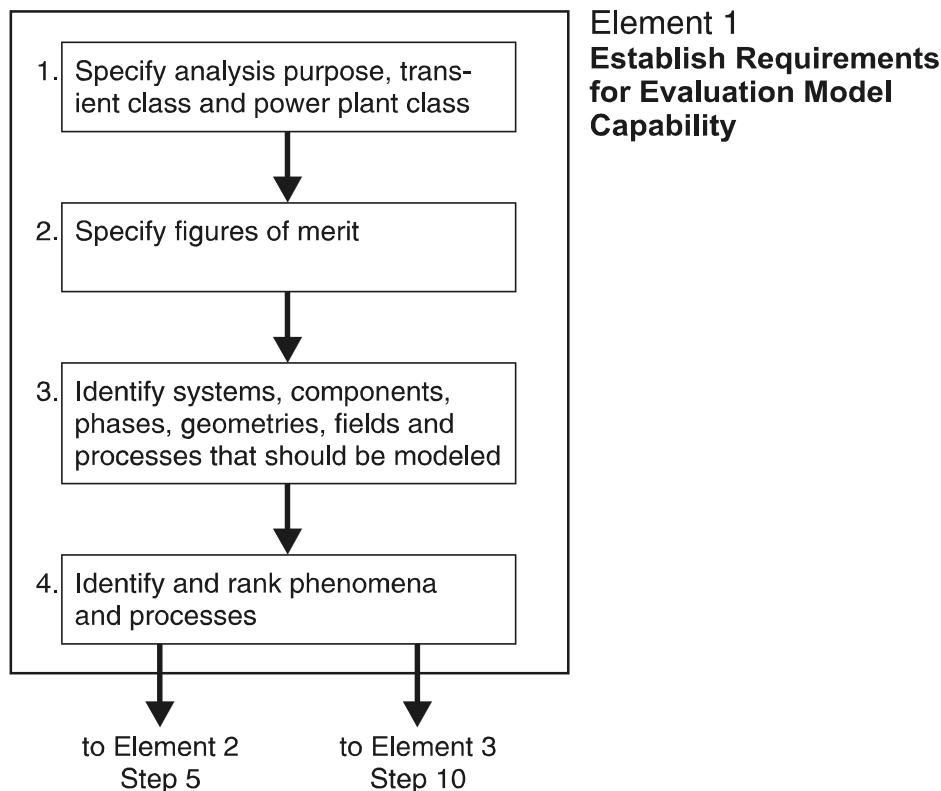 Element 1
Establish Requirements
for Evaluation Model
Capability
1. Specify analysis purpose, trans-
ient class and power plant class
2. Specify figures of merit
3. Identify systems, components,
phases, geometries, fields and
processes that should be modeled
4. Identify and rank phenomena
and processes
to Element 2
Step 5
to Element 3
Step 10